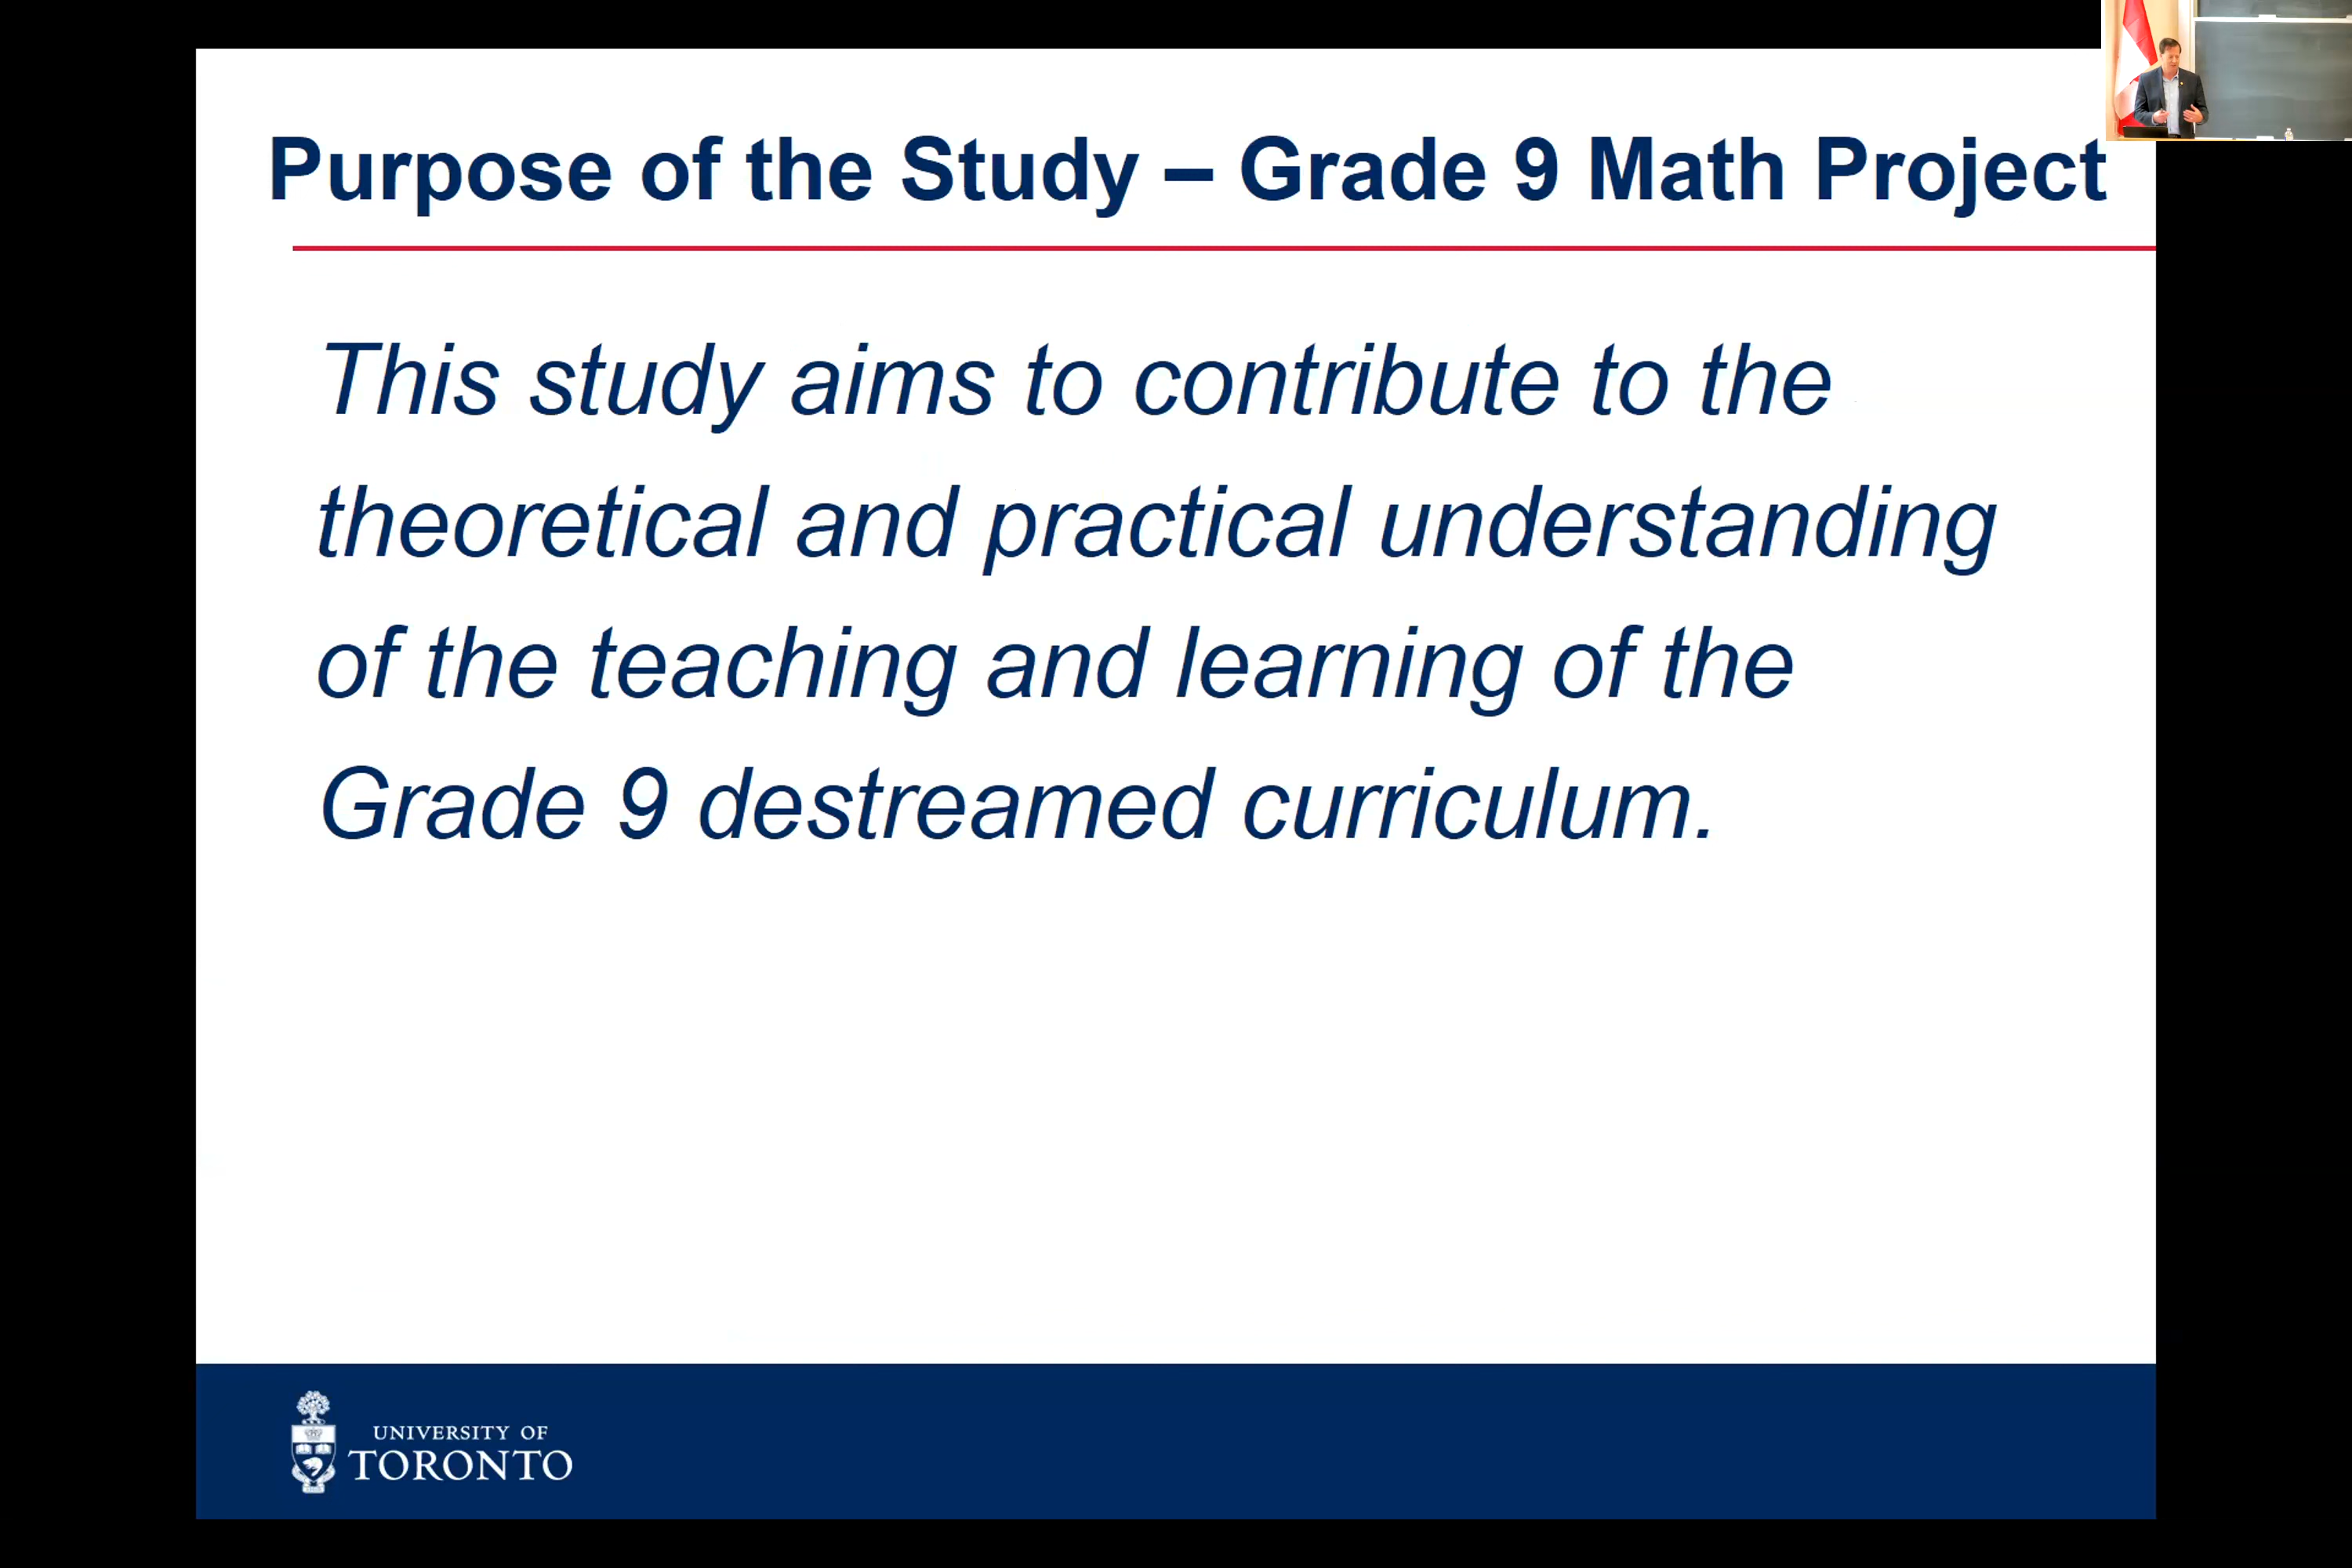 Purpose of the Study – Grade 9 Math Project
This study aims to contribute to the
theoretical and practical understanding
of the teaching and learning of the
Grade 9 destreamed curriculum.
UNIVERSITY OF
TORONTO